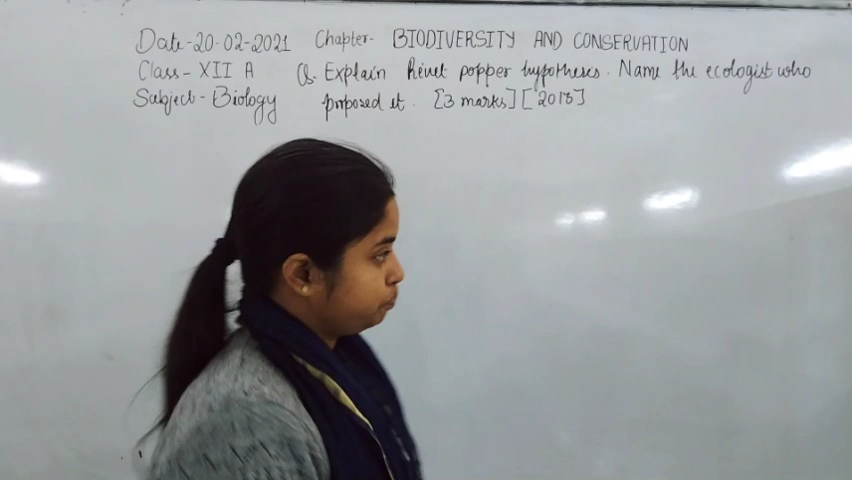 Date-20-02-2021 Chapter- BIODIVERSITY AND CONSERVATION
Class-XII A Q. Explain Rivet popper hypotheses. Name the ecologist who
Subject-Biology proposed it. [3 marks] [2018]